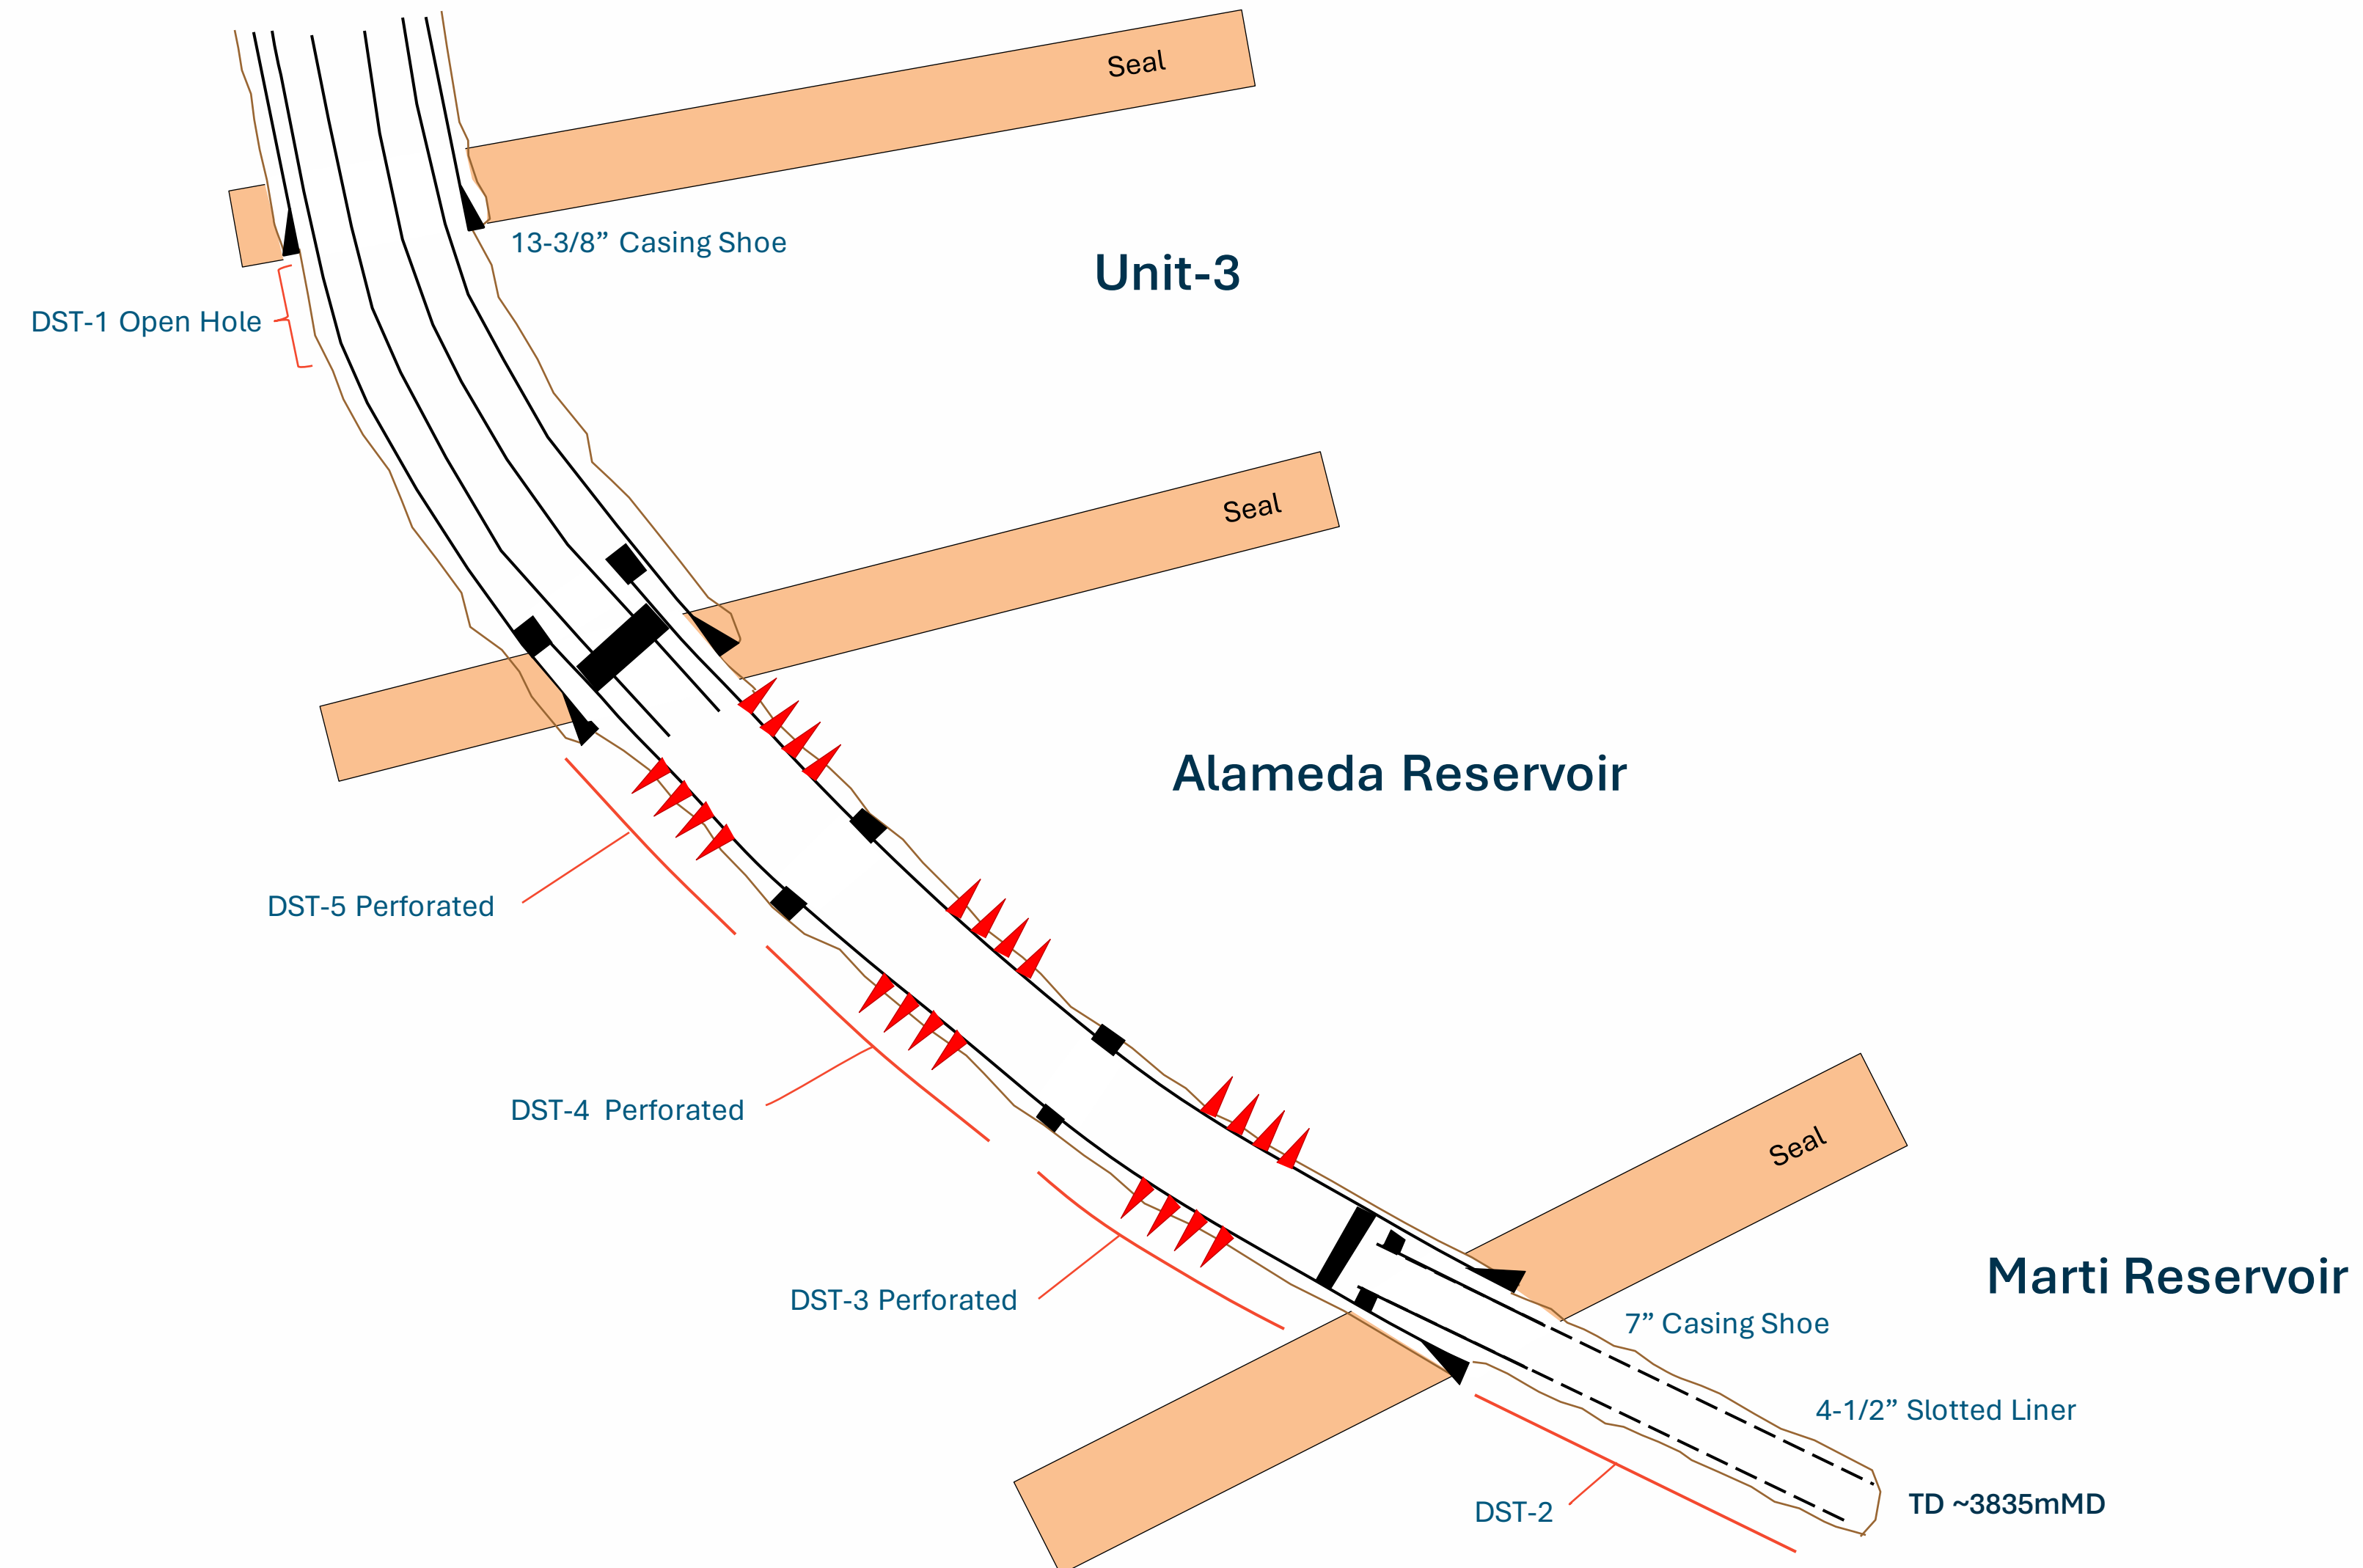 Seal
13-3/8” Casing Shoe
Unit-3
DST-1 Open Hole
Seal
Alameda Reservoir
DST-5 Perforated
DST-4  Perforated
Seal
Marti Reservoir
DST-3 Perforated
7” Casing Shoe
4-1/2” Slotted Liner
DST-2
TD ~3835mMD